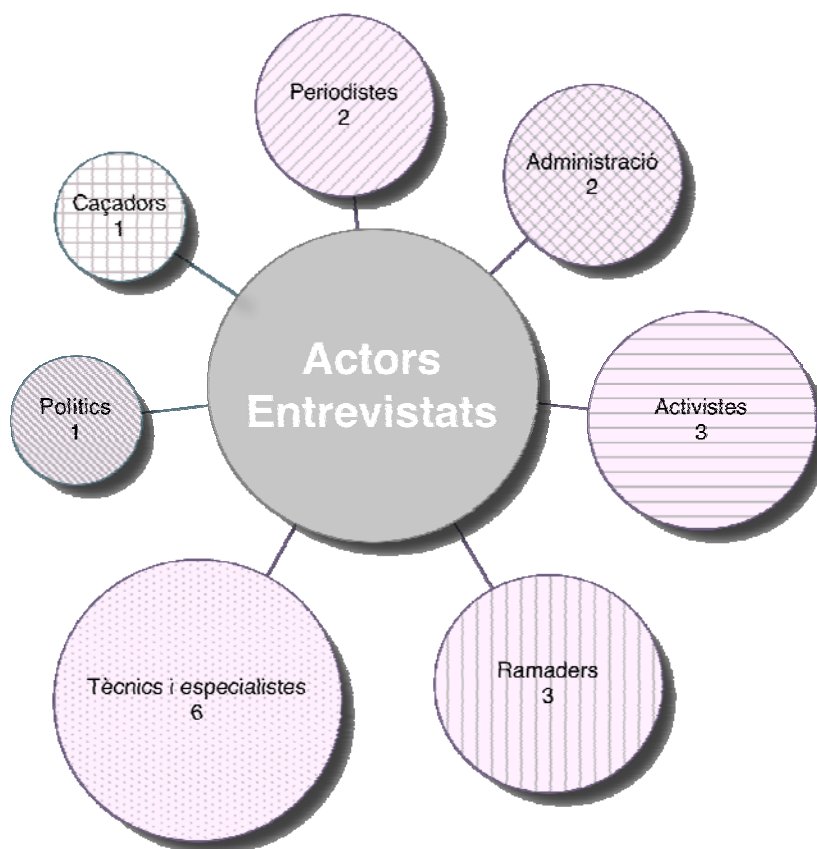 Periodistes
2
Administració
2
Caçadors
1
Actors
Entrevistats
Polítics
1
Activistes
3
Tècnics i especialistes
6
Ramaders
3